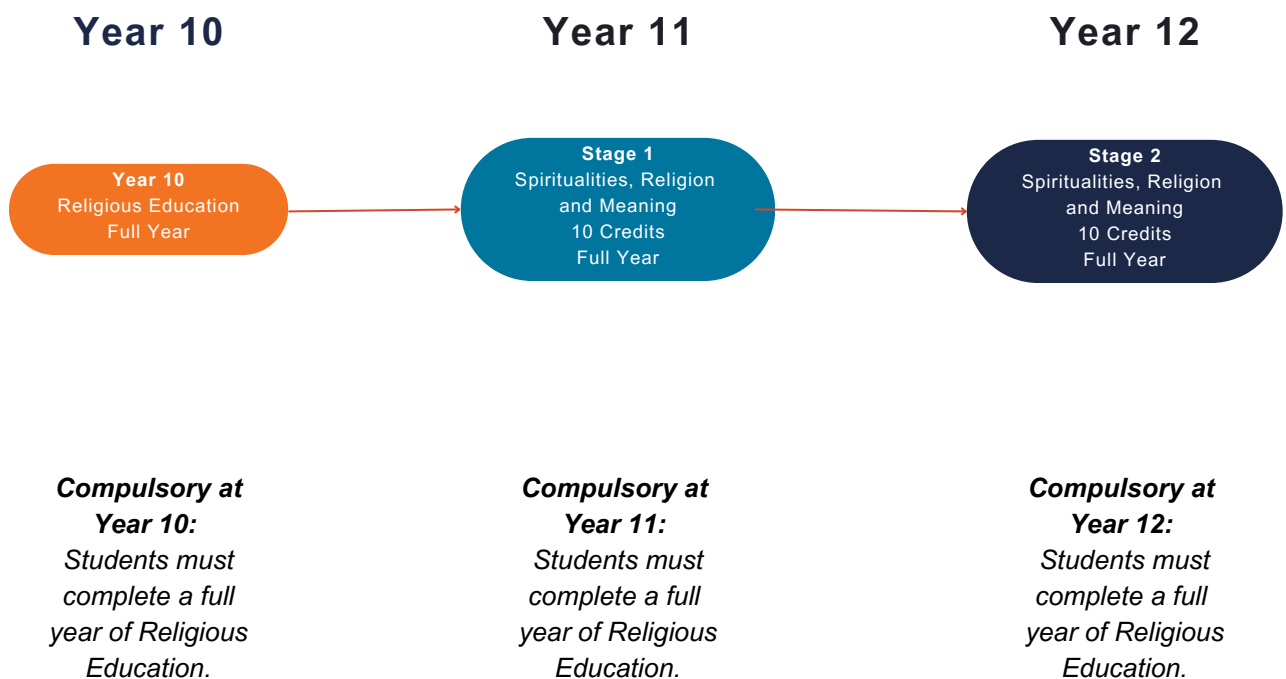 Year 10
Year 11
Year 12
Year 10
Religious Education
Full Year
Stage 1
Spiritualities, Religion
and Meaning
10 Credits
Full Year
Stage 2
Spiritualities, Religion
and Meaning
10 Credits
Full Year
Compulsory at
Year 10:
Students must
complete a full
year of Religious
Education.
Compulsory at
Year 11:
Students must
complete a full
year of Religious
Education.
Compulsory at
Year 12:
Students must
complete a full
year of Religious
Education.